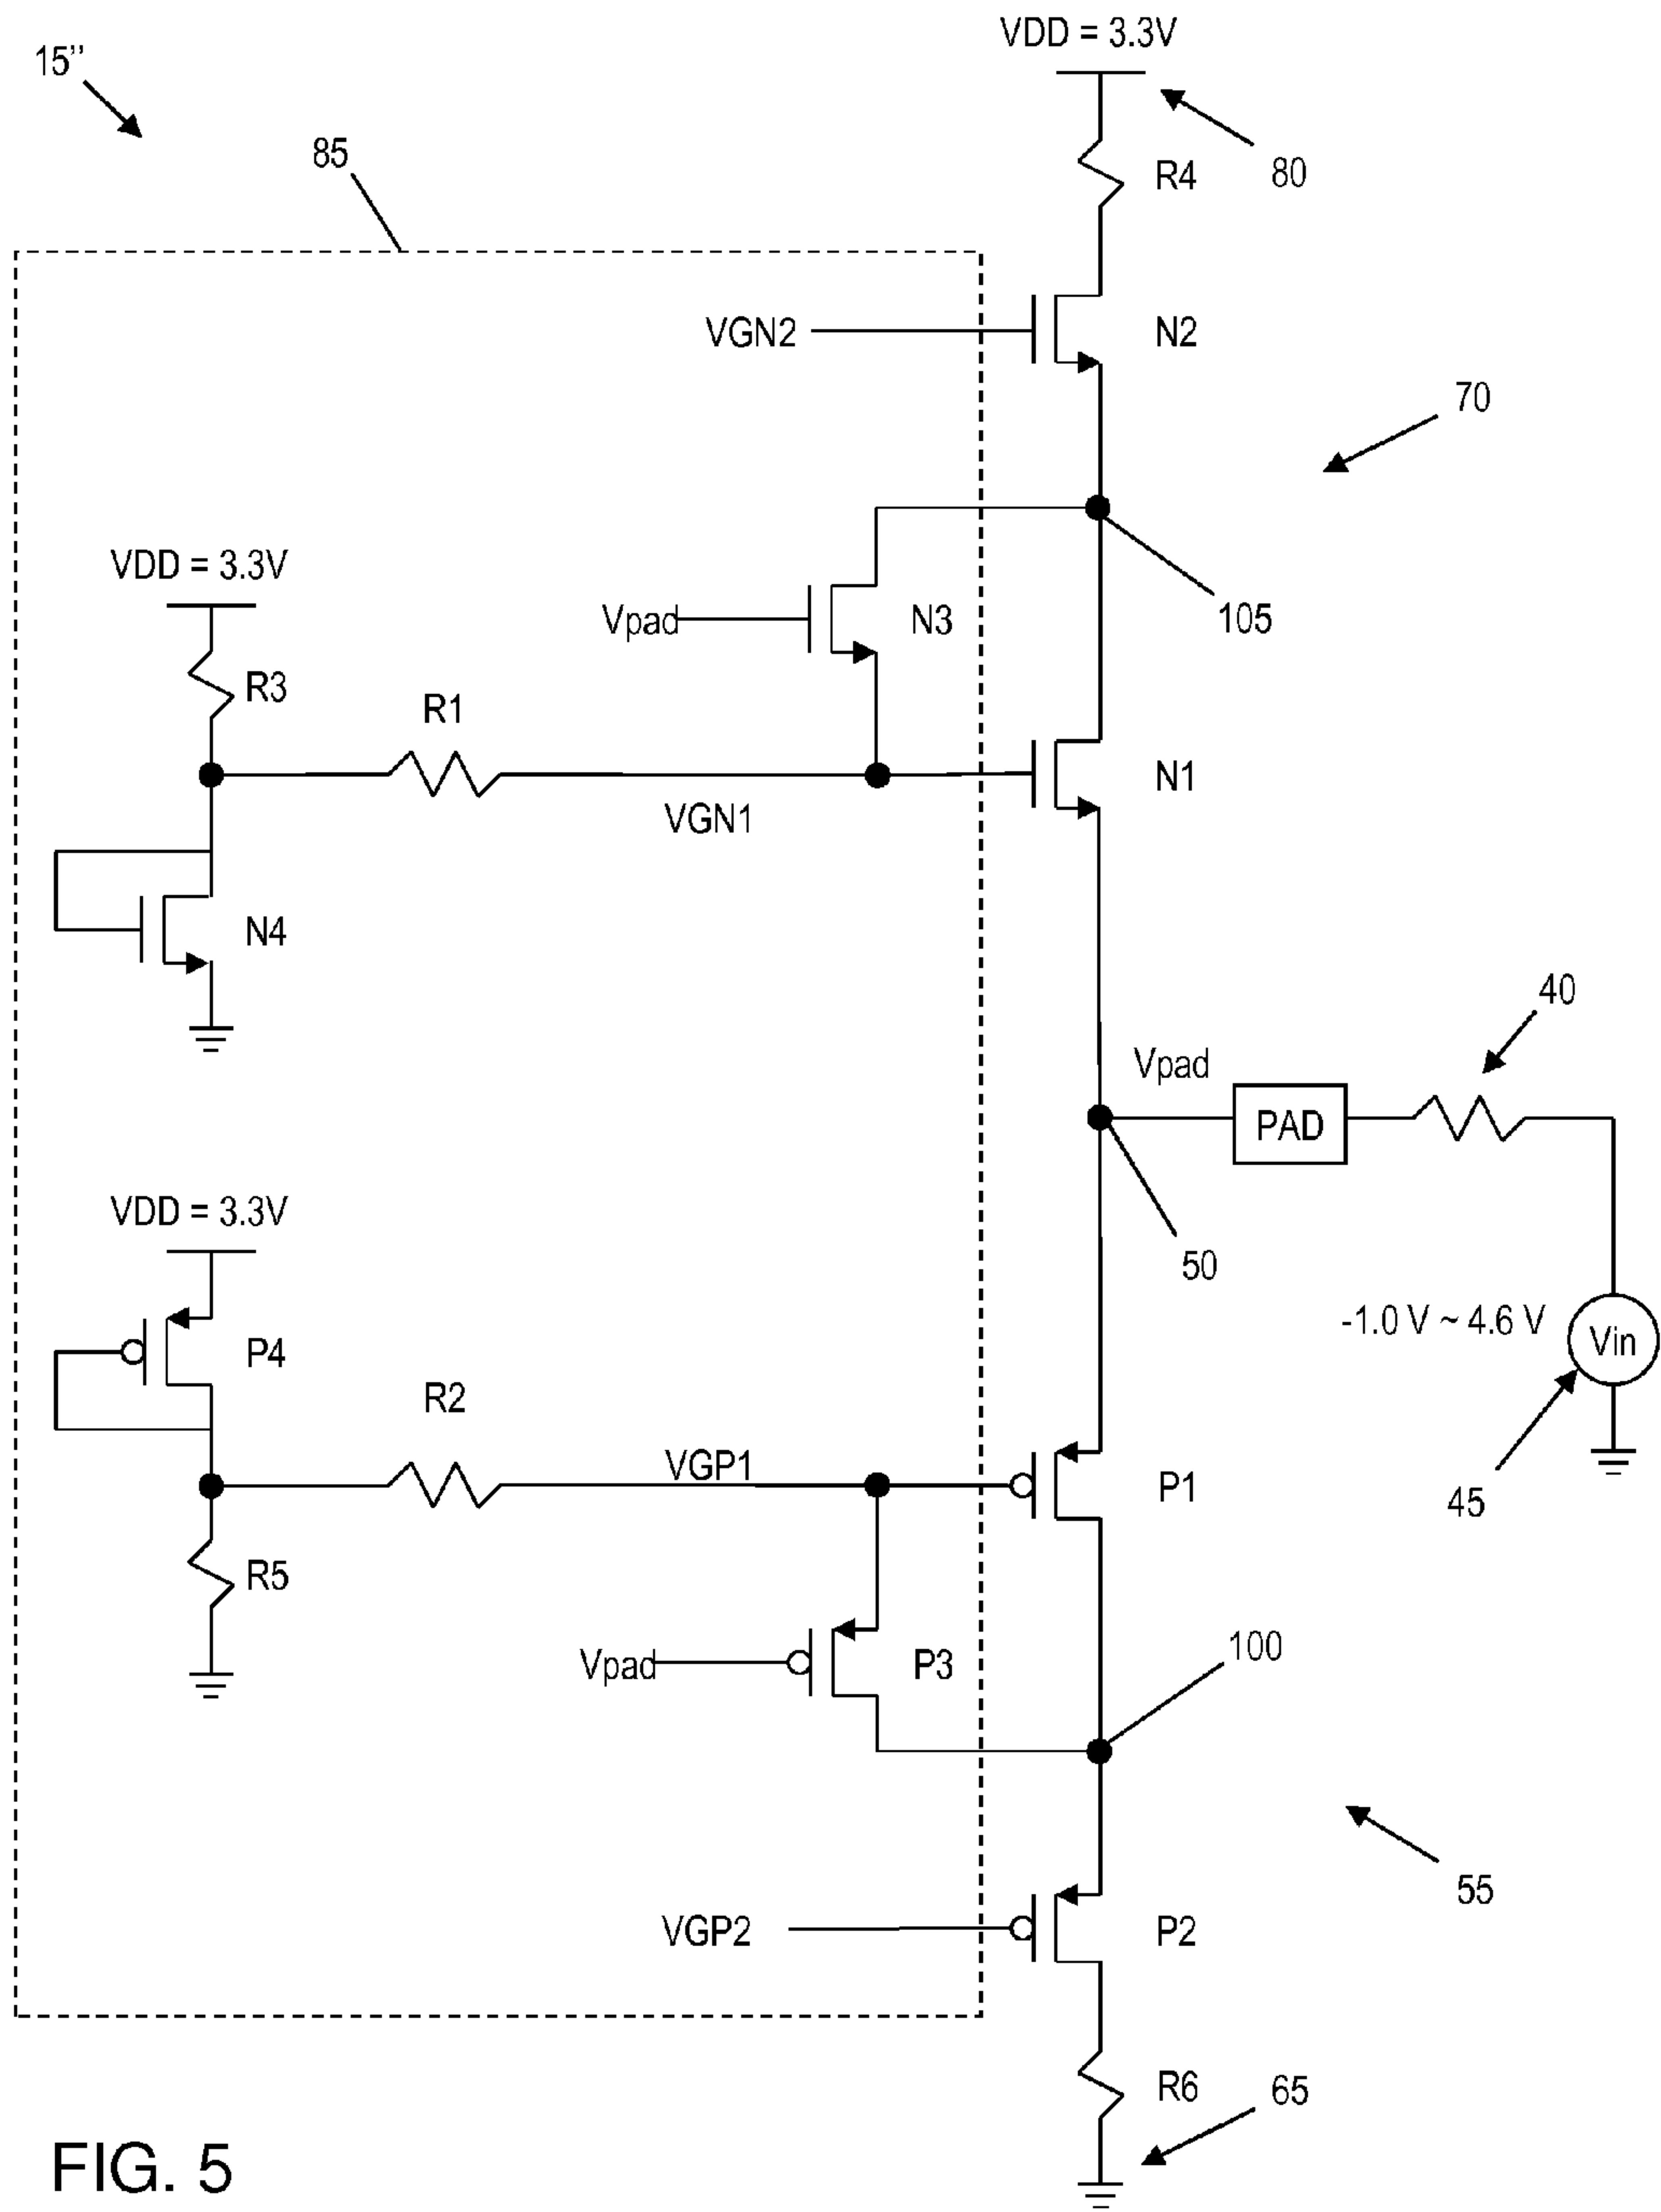 VDD = 3.3V
15’’
80
R4
85
VGN2
N2
70
VDD = 3.3V
105
Vpad
N3
R3
R1
N1
VGN1
N4
40
Vpad
PAD
50
VDD = 3.3V
-1.0 V ~ 4.6 V
Vin
P4
R2
VGP1
P1
45
R5
100
Vpad
P3
55
VGP2
P2
R6
65
FIG. 5